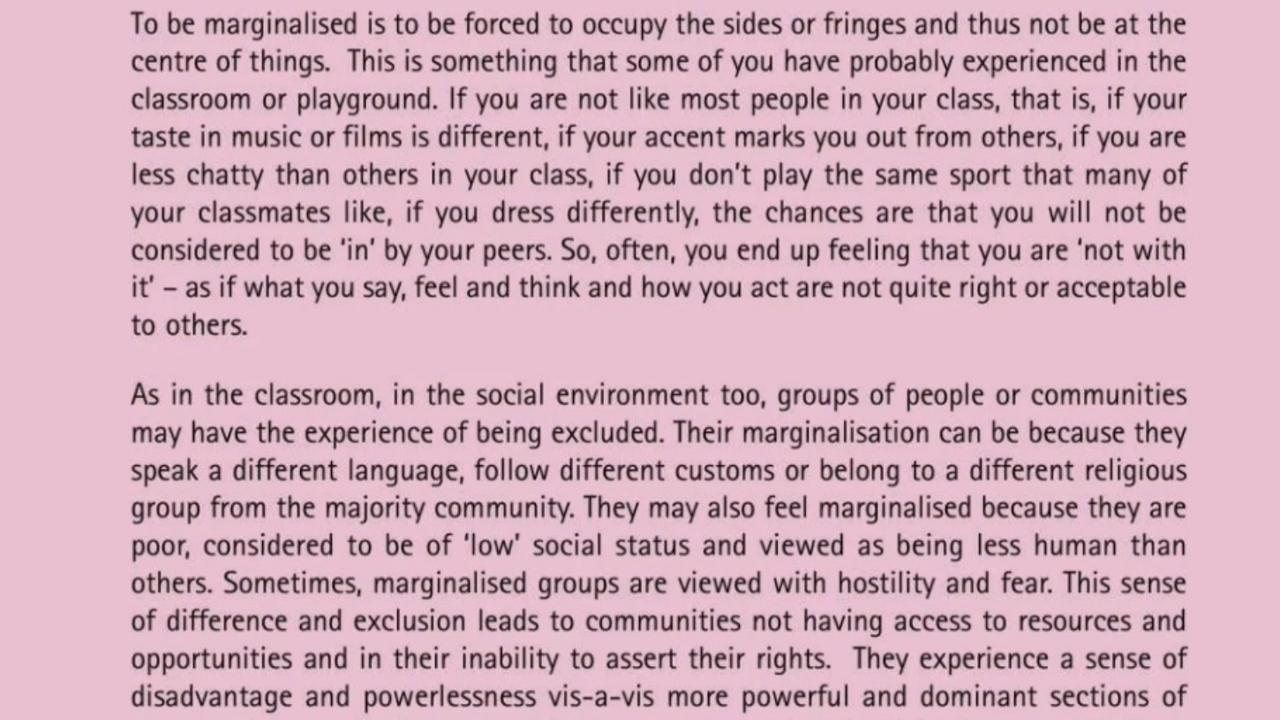 To be marginalised is to be forced to occupy the sides or fringes and thus not be at the
centre of things. This is something that some of you have probably experienced in the
classroom or playground. If you are not like most people in your class, that is, if your
taste in music or films is different, if your accent marks you out from others, if you are
less chatty than others in your class, if you don't play the same sport that many of
your classmates like, if you dress differently, the chances are that you will not be
considered to be 'in' by your peers. So, often, you end up feeling that you are 'not with
it' – as if what you say, feel and think and how you act are not quite right or acceptable
to others.
As in the classroom, in the social environment too, groups of people or communities
may have the experience of being excluded. Their marginalisation can be because they
speak a different language, follow different customs or belong to a different religious
group from the majority community. They may also feel marginalised because they are
poor, considered to be of 'low' social status and viewed as being less human than
others. Sometimes, marginalised groups are viewed with hostility and fear. This sense
of difference and exclusion leads to communities not having access to resources and
opportunities and in their inability to assert their rights. They experience a sense of
disadvantage and powerlessness vis-a-vis more powerful and dominant sections of